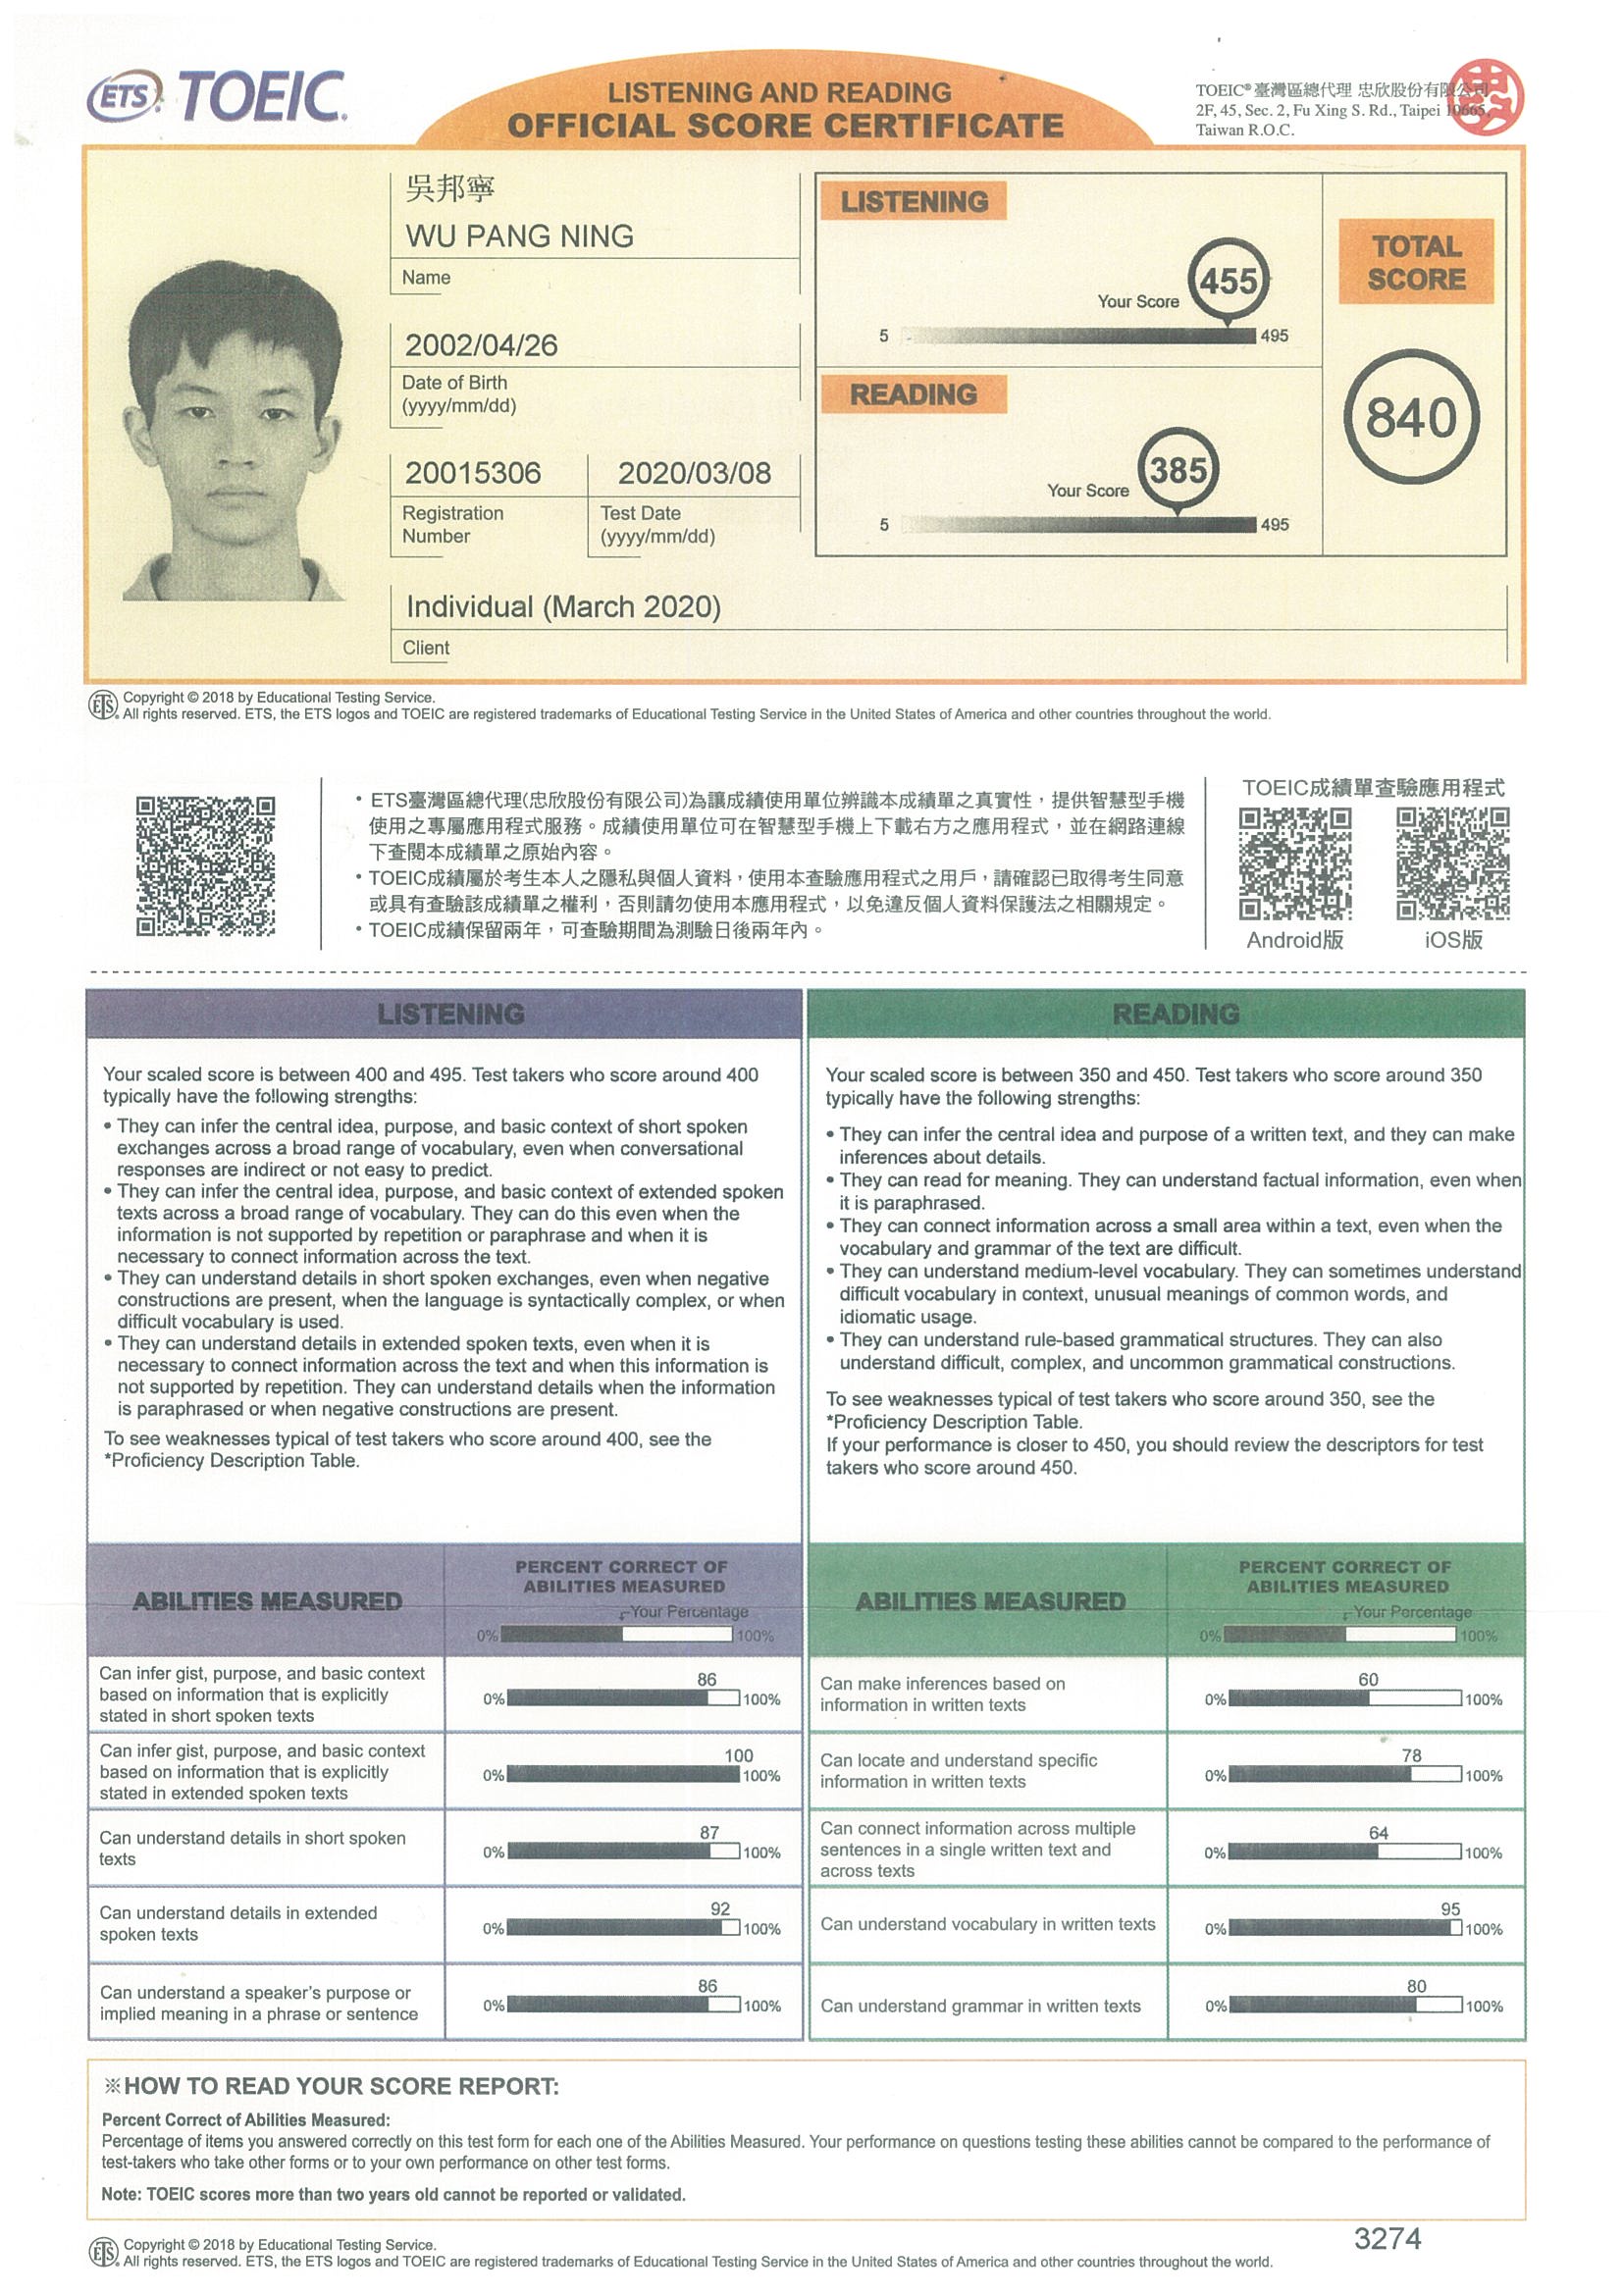 ETS TOEIC
LISTENING AND READING
OFFICIAL SCORE CERTIFICATE
TOEIC® 臺灣區總代理 忠欣股份有限公司
2F, 45, Sec. 2, Fu Xing S. Rd., Taipei 10665,
Taiwan R.O.C.
吳邦寧
WU PANG NING
Name
2002/04/26
Date of Birth
(yyyy/mm/dd)
20015306
Registration
Number
2020/03/08
Test Date
(yyyy/mm/dd)
LISTENING
455
Your Score
5 495
READING
385
Your Score
5 495
TOTAL
SCORE
840
Individual (March 2020)
Client
Copyright © 2018 by Educational Testing Service.
All rights reserved. ETS, the ETS logos and TOEIC are registered trademarks of Educational Testing Service in the United States of America and other countries throughout the world.
• ETS臺灣區總代理(忠欣股份有限公司)為讓成績使用單位辨識本成績單之真實性，提供智慧型手機
使用之專屬應用程式服務。成績使用單位可在智慧型手機上下載右方之應用程式，並在網路連線
下查閱本成績單之原始內容。
• TOEIC成績屬於考生本人之隱私與個人資料，使用本查驗應用程式之用戶，請確認已取得考生同意
或具有查驗該成績單之權利，否則請勿使用本應用程式，以免違反個人資料保護法之相關規定。
• TOEIC成績保留兩年，可查驗期間為測驗日後兩年內。
TOEIC成績單查驗應用程式
Android版
iOS版
LISTENING
Your scaled score is between 400 and 495. Test takers who score around 400
typically have the following strengths:
• They can infer the central idea, purpose, and basic context of short spoken
exchanges across a broad range of vocabulary, even when conversational
responses are indirect or not easy to predict.
• They can infer the central idea, purpose, and basic context of extended spoken
texts across a broad range of vocabulary. They can do this even when the
information is not supported by repetition or paraphrase and when it is
necessary to connect information across the text.
• They can understand details in short spoken exchanges, even when negative
constructions are present, when the language is syntactically complex, or when
difficult vocabulary is used.
• They can understand details in extended spoken texts, even when it is
necessary to connect information across the text and when this information is
not supported by repetition. They can understand details when the information
is paraphrased or when negative constructions are present.
To see weaknesses typical of test takers who score around 400, see the
*Proficiency Description Table.
READING
Your scaled score is between 350 and 450. Test takers who score around 350
typically have the following strengths:
• They can infer the central idea and purpose of a written text, and they can make
inferences about details.
• They can read for meaning. They can understand factual information, even when
it is paraphrased.
• They can connect information across a small area within a text, even when the
vocabulary and grammar of the text are difficult.
• They can understand medium-level vocabulary. They can sometimes understand
difficult vocabulary in context, unusual meanings of common words, and
idiomatic usage.
• They can understand rule-based grammatical structures. They can also
understand difficult, complex, and uncommon grammatical constructions.
To see weaknesses typical of test takers who score around 350, see the
*Proficiency Description Table.
If your performance is closer to 450, you should review the descriptors for test
takers who score around 450.
ABILITIES MEASURED
PERCENT CORRECT OF
ABILITIES MEASURED
Your Percentage
0% 100%
Can infer gist, purpose, and basic context
based on information that is explicitly
stated in short spoken texts
86
0% 100%
Can infer gist, purpose, and basic context
based on information that is explicitly
stated in extended spoken texts
100
0% 100%
Can understand details in short spoken
texts
87
0% 100%
Can understand details in extended
spoken texts
92
0% 100%
Can understand a speaker's purpose or
implied meaning in a phrase or sentence
86
0% 100%
ABILITIES MEASURED
PERCENT CORRECT OF
ABILITIES MEASURED
Your Percentage
0% 100%
Can make inferences based on
information in written texts
60
0% 100%
Can locate and understand specific
information in written texts
78
0% 100%
Can connect information across multiple
sentences in a single written text and
across texts
64
0% 100%
Can understand vocabulary in written texts
95
0% 100%
Can understand grammar in written texts
80
0% 100%
※HOW TO READ YOUR SCORE REPORT:
Percent Correct of Abilities Measured:
Percentage of items you answered correctly on this test form for each one of the Abilities Measured. Your performance on questions testing these abilities cannot be compared to the performance of
test-takers who take other forms or to your own performance on other test forms.
Note: TOEIC scores more than two years old cannot be reported or validated.
3274
Copyright © 2018 by Educational Testing Service.
All rights reserved. ETS, the ETS logos and TOEIC are registered trademarks of Educational Testing Service in the United States of America and other countries throughout the world.